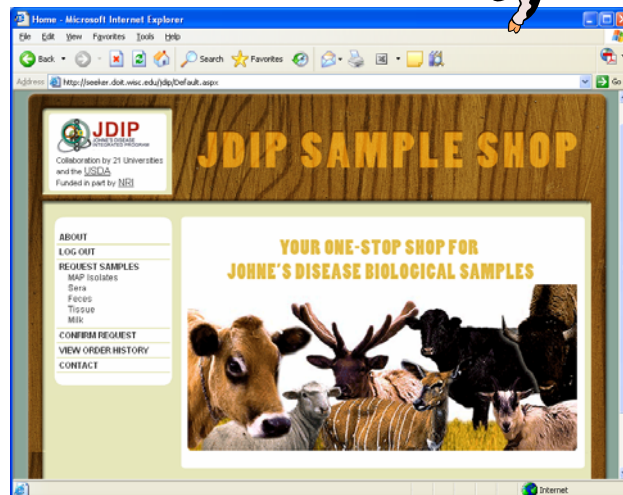 Home - Microsoft Internet Explorer
File Edit View Favorites Tools Help
Back Search Favorites
Address http://seeker.doit.wisc.edu/jdip/Default.aspx Go
JDIP
JOHNE'S DISEASE
INTEGRATED PROGRAM
Collaboration by 21 Universities
and the USDA
Funded in part by NRI
JDIP SAMPLE SHOP
ABOUT
LOG OUT
REQUEST SAMPLES
MAP Isolates
Sera
Feces
Tissue
Milk
CONFIRM REQUEST
VIEW ORDER HISTORY
CONTACT
YOUR ONE-STOP SHOP FOR
JOHNE'S DISEASE BIOLOGICAL SAMPLES
Internet